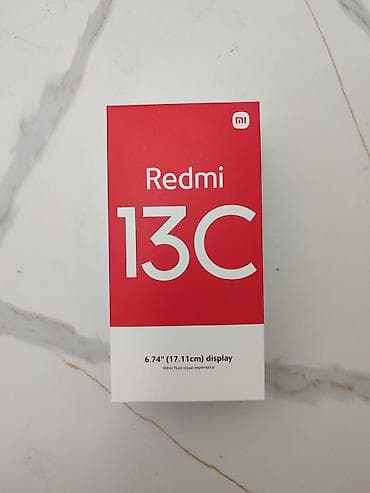 mi
Redmi
13C
6.74" (17.11cm) display
90Hz fluid visual experience